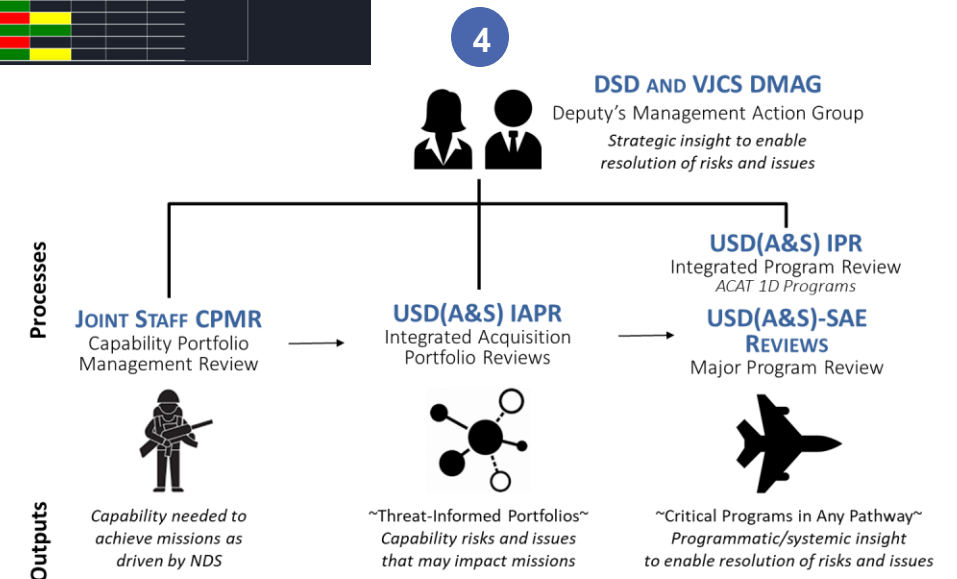 4
DSD AND VJCS DMAG
Deputy's Management Action Group
Strategic insight to enable
resolution of risks and issues
Processes
JOINT STAFF CPMR
Capability Portfolio
Management Review
USD(A&S) IAPR
Integrated Acquisition
Portfolio Reviews
USD(A&S) IPR
Integrated Program Review
ACAT 1D Programs
USD(A&S)-SAE
REVIEWS
Major Program Review
Outputs
Capability needed to
achieve missions as
driven by NDS
~Threat-Informed Portfolios~
Capability risks and issues
that may impact missions
~Critical Programs in Any Pathway~
Programmatic/systemic insight
to enable resolution of risks and issues